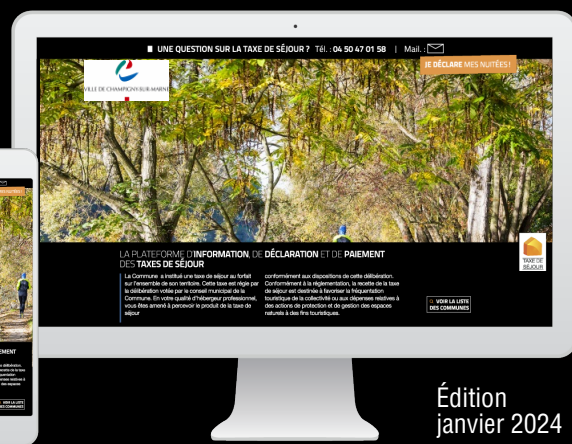 UNE QUESTION SUR LA TAXE DE SÉJOUR ? Tél. : 04 50 47 01 58 | Mail. :
JE DÉCLARE MES NUITÉES !
VILLE DE CHAMPIGNY-SUR-MARNE
LA PLATEFORME D'INFORMATION, DE DÉCLARATION ET DE PAIEMENT
DES TAXES DE SÉJOUR
La Commune a institué une taxe de séjour au forfait
sur l'ensemble de son territoire. Cette taxe est régie par
la délibération votée par le conseil municipal de la
Commune. En votre qualité d'hébergeur professionnel,
vous êtes amené à percevoir le produit de la taxe de
séjour
conformément aux dispositions de cette délibération.
Conformément à la réglementation, la recette de la taxe
de séjour est destinée à favoriser la fréquentation
touristique de la collectivité ou aux dépenses relatives à
des actions de protection et de gestion des espaces
naturels à des fins touristiques.
TAXE DE
SÉJOUR
VOIR LA LISTE
DES COMMUNES
VOIR LA LISTE
DES COMMUNES
Édition
janvier 2024